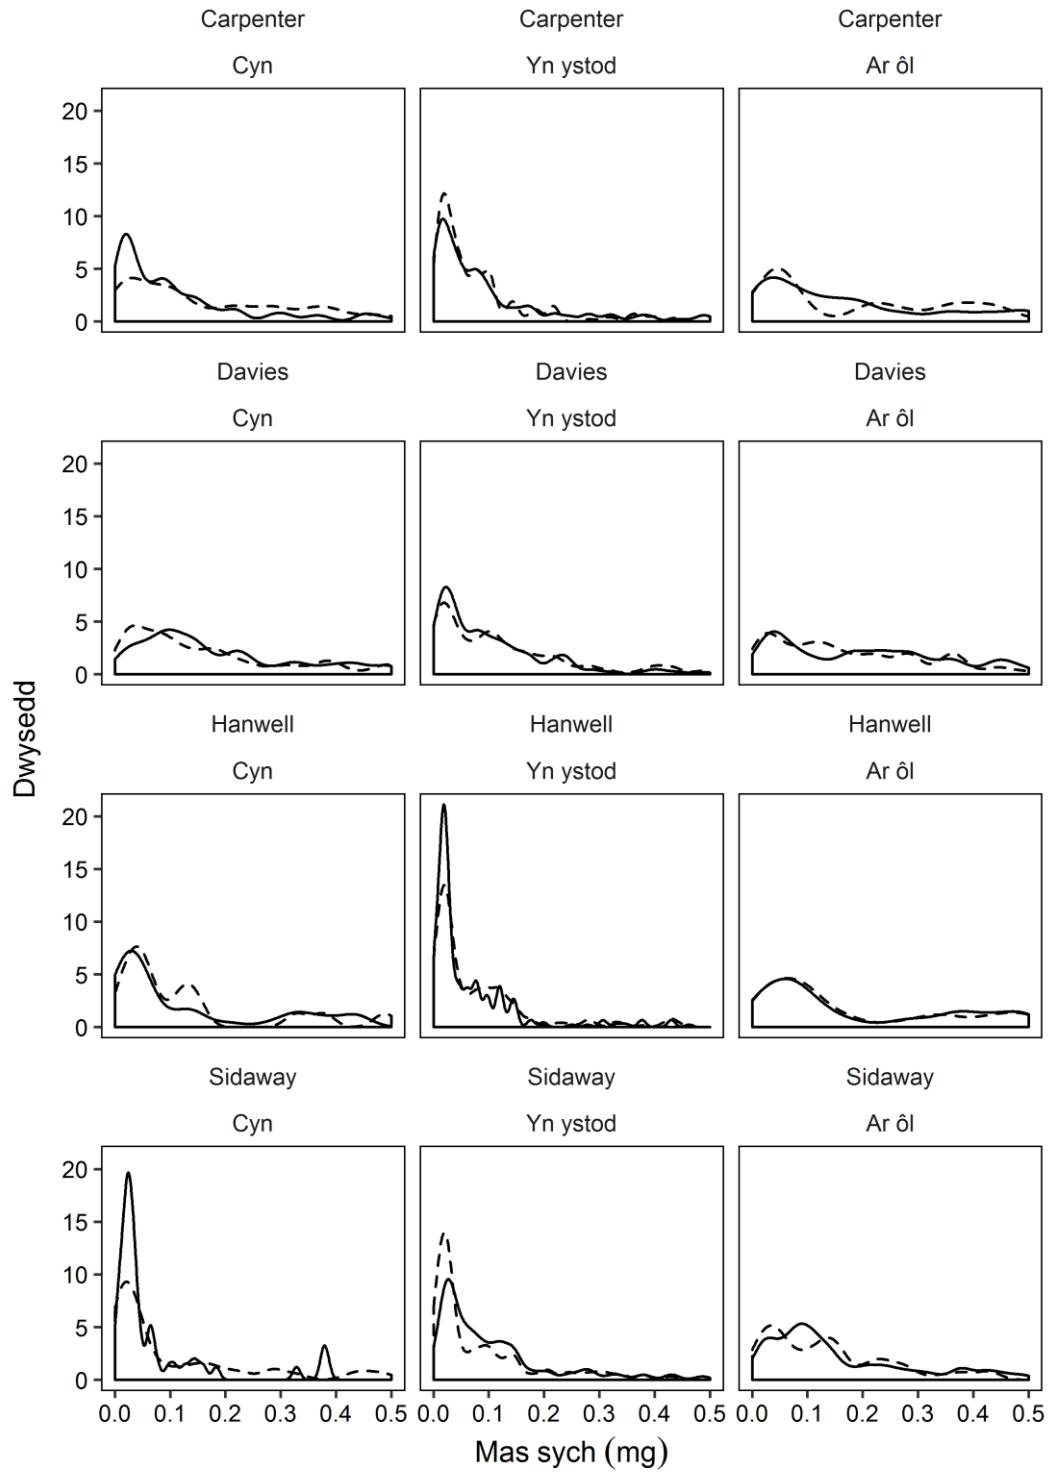 Carpenter Carpenter Carpenter
Cyn Yn ystod Ar ôl
20
15
10
5
0
Davies Davies Davies
Cyn Yn ystod Ar ôl
20
15
10
5
0
Dwysedd
Hanwell Hanwell Hanwell
Cyn Yn ystod Ar ôl
20
15
10
5
0
Sidaway Sidaway Sidaway
Cyn Yn ystod Ar ôl
20
15
10
5
0
0.0 0.1 0.2 0.3 0.4 0.5 0.0 0.1 0.2 0.3 0.4 0.5 0.0 0.1 0.2 0.3 0.4 0.5
Mas sych (mg)